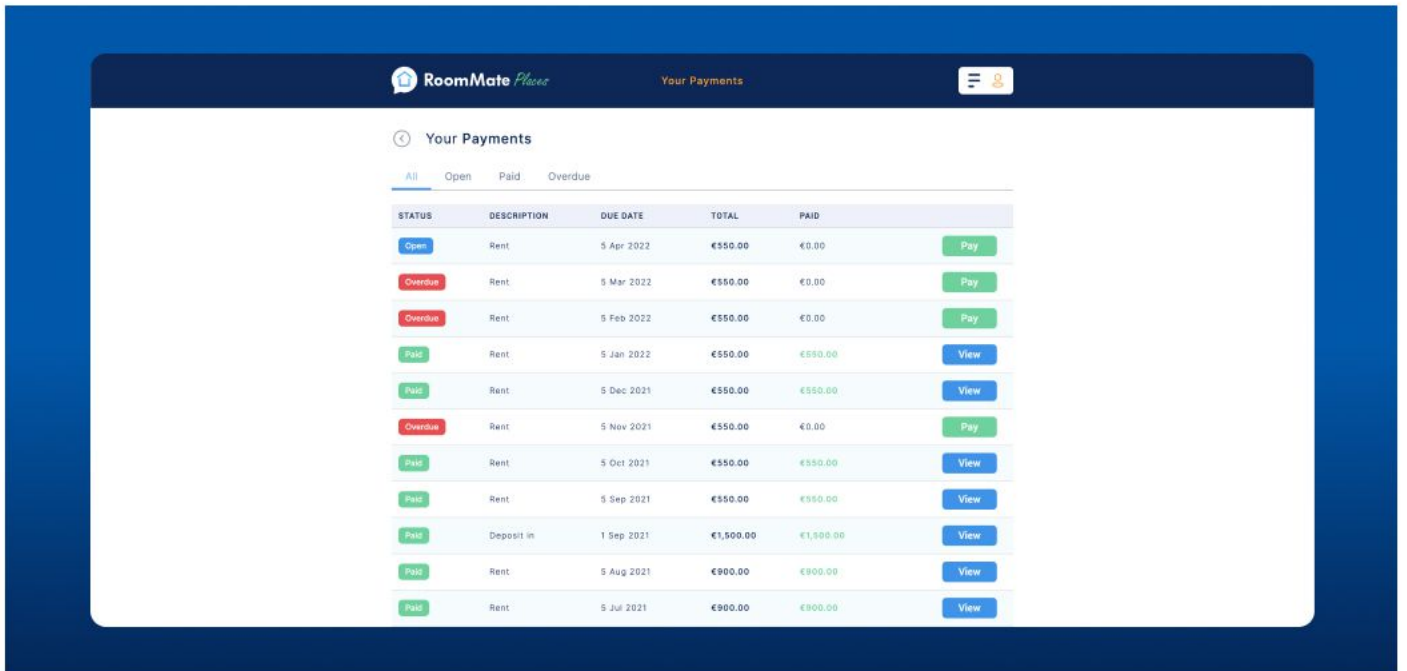 RoomMate Places Your Payments
Your Payments
All Open Paid Overdue
STATUS DESCRIPTION DUE DATE TOTAL PAID
Open Rent 5 Apr 2022 €550.00 €0.00 Pay
Overdue Rent 5 Mar 2022 €550.00 €0.00 Pay
Overdue Rent 5 Feb 2022 €550.00 €0.00 Pay
Paid Rent 5 Jan 2022 €550.00 €550.00 View
Paid Rent 5 Dec 2021 €550.00 €550.00 View
Overdue Rent 5 Nov 2021 €550.00 €0.00 Pay
Paid Rent 5 Oct 2021 €550.00 €550.00 View
Paid Rent 5 Sep 2021 €550.00 €550.00 View
Paid Deposit in 1 Sep 2021 €1,500.00 €1,500.00 View
Paid Rent 5 Aug 2021 €900.00 €900.00 View
Paid Rent 5 Jul 2021 €900.00 €900.00 View